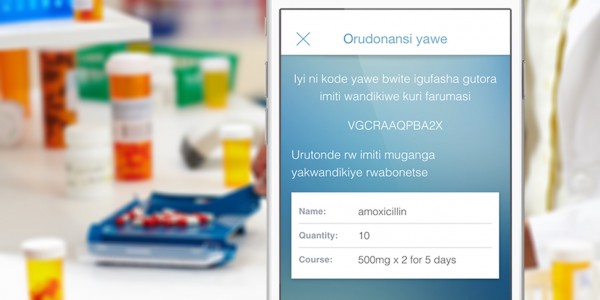 Orudonansi yawe
Iyi ni kode yawe bwite igufasha gutora
imiti wandikiwe kuri farumasi
VGCRAAQPBA2X
Urutonde rw imiti muganga
yakwandikiye rwabonetse
Name: amoxicillin
Quantity: 10
Course: 500mg x 2 for 5 days